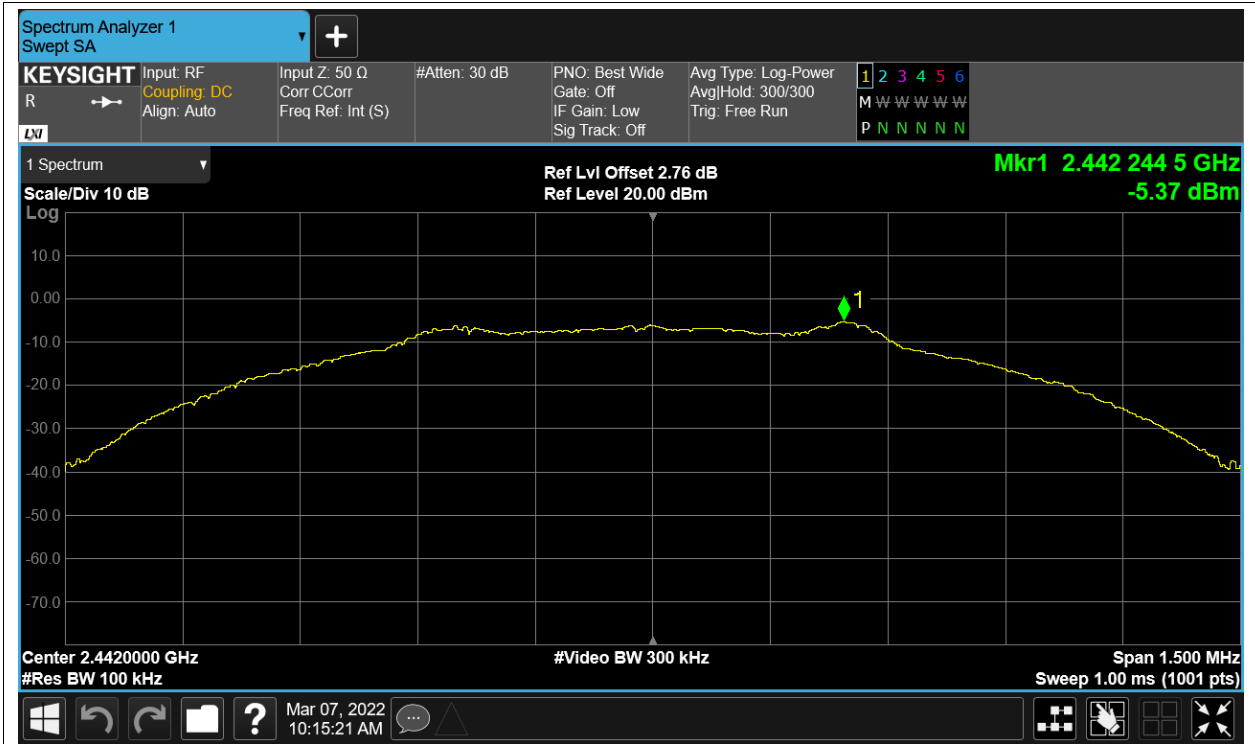 Spectrum Analyzer 1
Swept SA
KEYSIGHT
R
LXI
Input: RF
Coupling: DC
Align: Auto
Input Z: 50 Ω
Corr CCorr
Freq Ref: Int (S)
#Atten: 30 dB
PNO: Best Wide
Gate: Off
IF Gain: Low
Sig Track: Off
Avg Type: Log-Power
Avg|Hold: 300/300
Trig: Free Run
1 2 3 4 5 6
M W W W W W
P N N N N N
1 Spectrum
Scale/Div 10 dB
Log
Ref Lvl Offset 2.76 dB
Ref Level 20.00 dBm
Mkr1 2.442 244 5 GHz
-5.37 dBm
10.0
0.00
1
-10.0
-20.0
-30.0
-40.0
-50.0
-60.0
-70.0
Center 2.4420000 GHz
#Res BW 100 kHz
#Video BW 300 kHz
Span 1.500 MHz
Sweep 1.00 ms (1001 pts)
?
Mar 07, 2022
10:15:21 AM